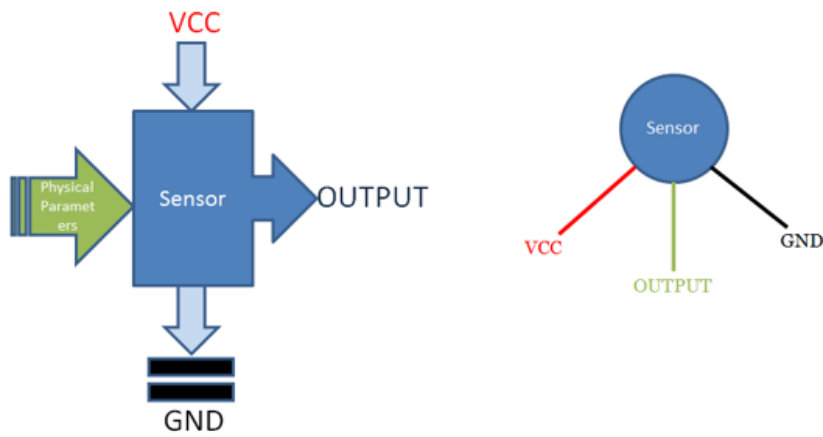 VCC
Physical
Paramet
ers
Sensor
OUTPUT
GND
Sensor
VCC
OUTPUT
GND